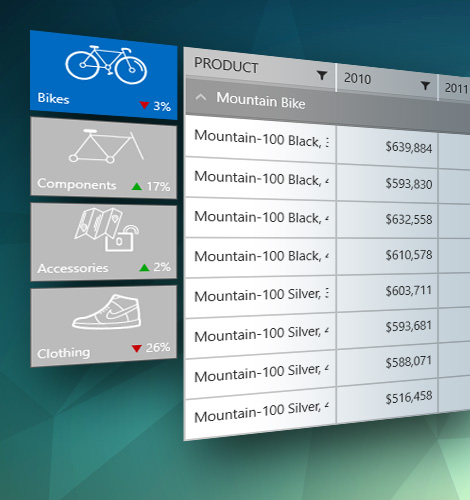 Bikes
3%
Components
17%
Accessories
2%
Clothing
26%
PRODUCT 2010 2011
Mountain Bike
Mountain-100 Black, $639,884
Mountain-100 Black, 4 $593,830
Mountain-100 Black, 4 $632,558
Mountain-100 Black, 4 $610,578
Mountain-100 Silver, $603,711
Mountain-100 Silver, 4 $593,681
Mountain-100 Silver, 4 $588,071
Mountain-100 Silver, 4 $516,458